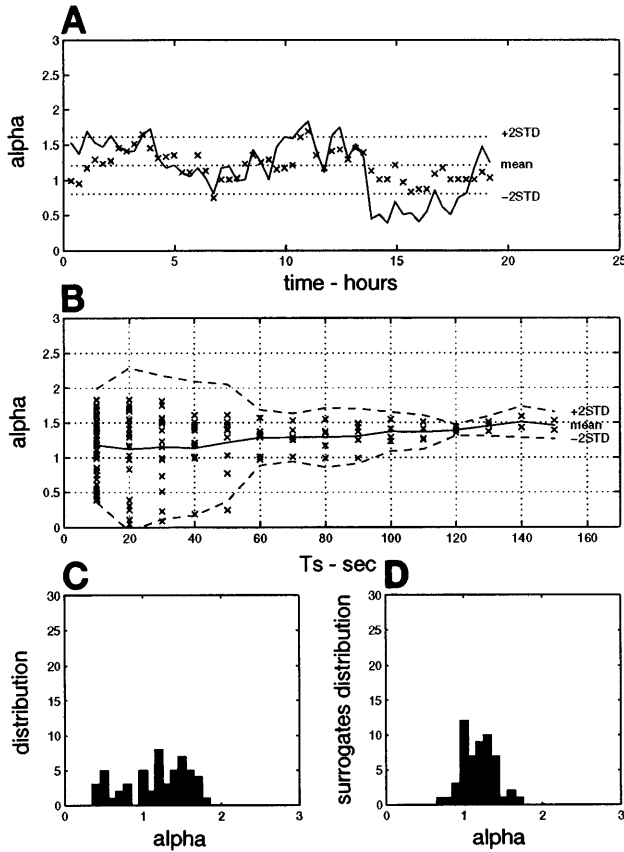 A
3
2.5
2
1.5
1
0.5
0
alpha
+2STD
mean
-2STD
0 5 10 15 20 25
time - hours
B
3
2.5
2
1.5
1
0.5
0
alpha
+2STD
mean
-2STD
0 20 40 60 80 100 120 140 160
Ts - sec
C
30
25
20
15
10
5
0
distribution
0 1 2 3
alpha
D
30
25
20
15
10
5
0
surrogates distribution
0 1 2 3
alpha